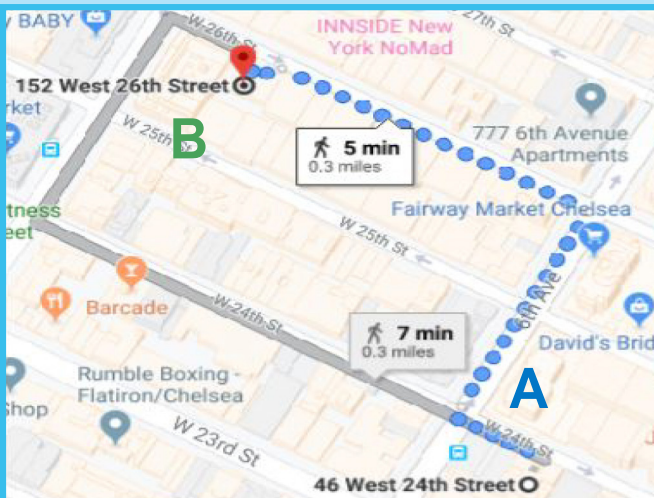 BABY
W-26th-St
INNSIDE New
York NoMad
W-27th-St
152 West 26th Street
rket
B
W 25th St
5 min
0.3 miles
777 6th Avenue
Apartments
tness
eet
W 25th St
Fairway Market Chelsea
Barcade
W-24th-St
6th Ave
7 min
0.3 miles
David's Brid
Rumble Boxing -
Flatiron/Chelsea
A
Shop
W 23rd St
W-24th-St
J
46 West 24th Street